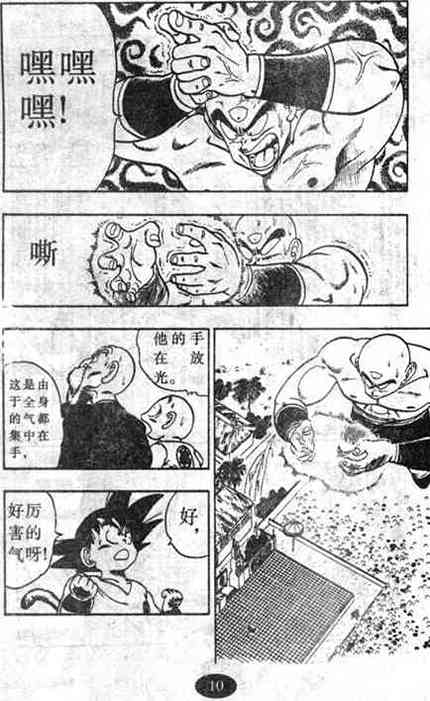 嘿嘿
嘿!
嘶
他的手
在放
光。
这是由
于全身
的气都
集中在
手，
好，
好厉
害的
气呀!
10